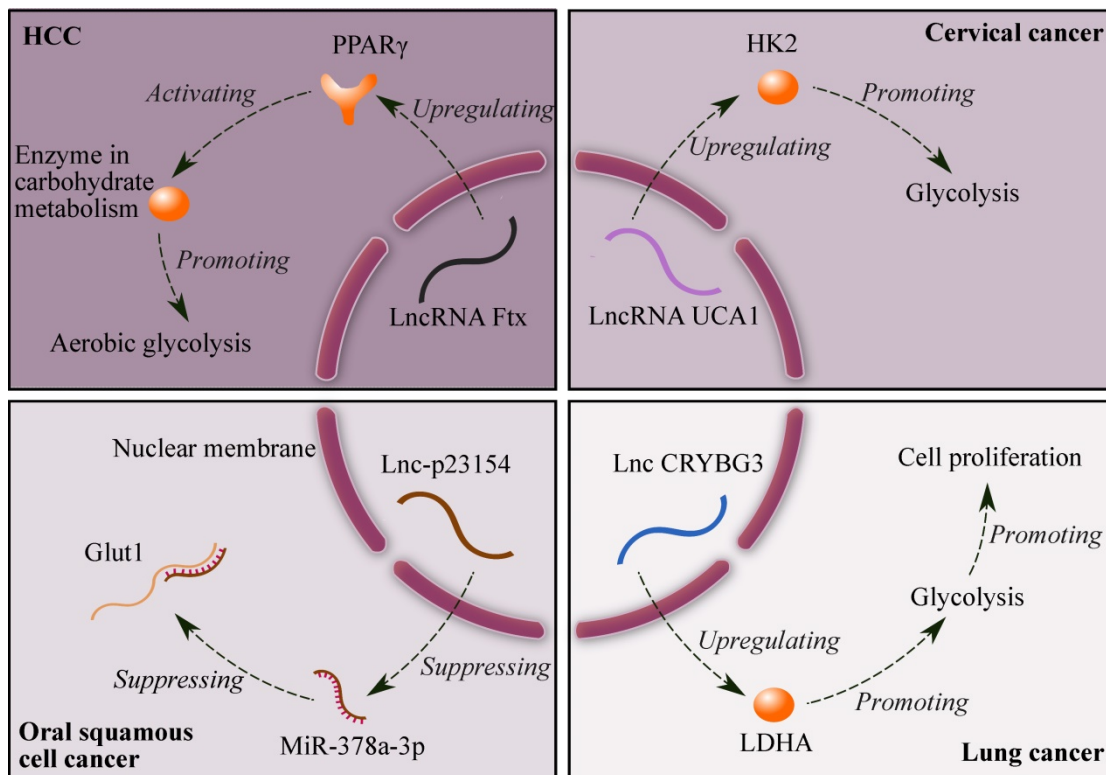 HCC
PPARγ
Activating
Upregulating
Enzyme in
carbohydrate
metabolism
Promoting
LncRNA Ftx
Aerobic glycolysis
Cervical cancer
HK2
Promoting
Upregulating
Glycolysis
LncRNA UCA1
Nuclear membrane
Lnc-p23154
Glut1
Suppressing
Suppressing
MiR-378a-3p
Oral squamous
cell cancer
Lnc CRYBG3
Cell proliferation
Promoting
Glycolysis
Upregulating
Promoting
LDHA
Lung cancer